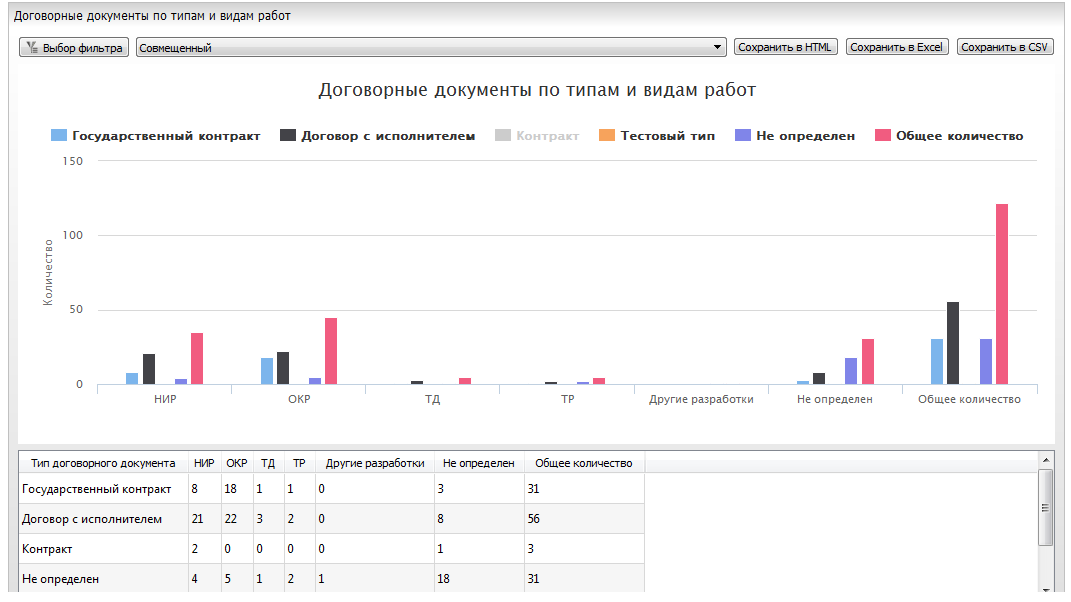 Договорные документы по типам и видам работ
Выбор фильтра Совмещенный Сохранить в HTML Сохранить в Excel Сохранить в CSV
Договорные документы по типам и видам работ
Государственный контракт Договор с исполнителем Контракт Тестовый тип Не определен Общее количество
150
100
50
0
Количество
НИР ОКР ТД ТР Другие разработки Не определен Общее количество
Тип договорного документа НИР ОКР ТД ТР Другие разработки Не определен Общее количество
Государственный контракт 8 18 1 1 0 3 31
Договор с исполнителем 21 22 3 2 0 8 56
Контракт 2 0 0 0 0 1 3
Не определен 4 5 1 2 1 18 31